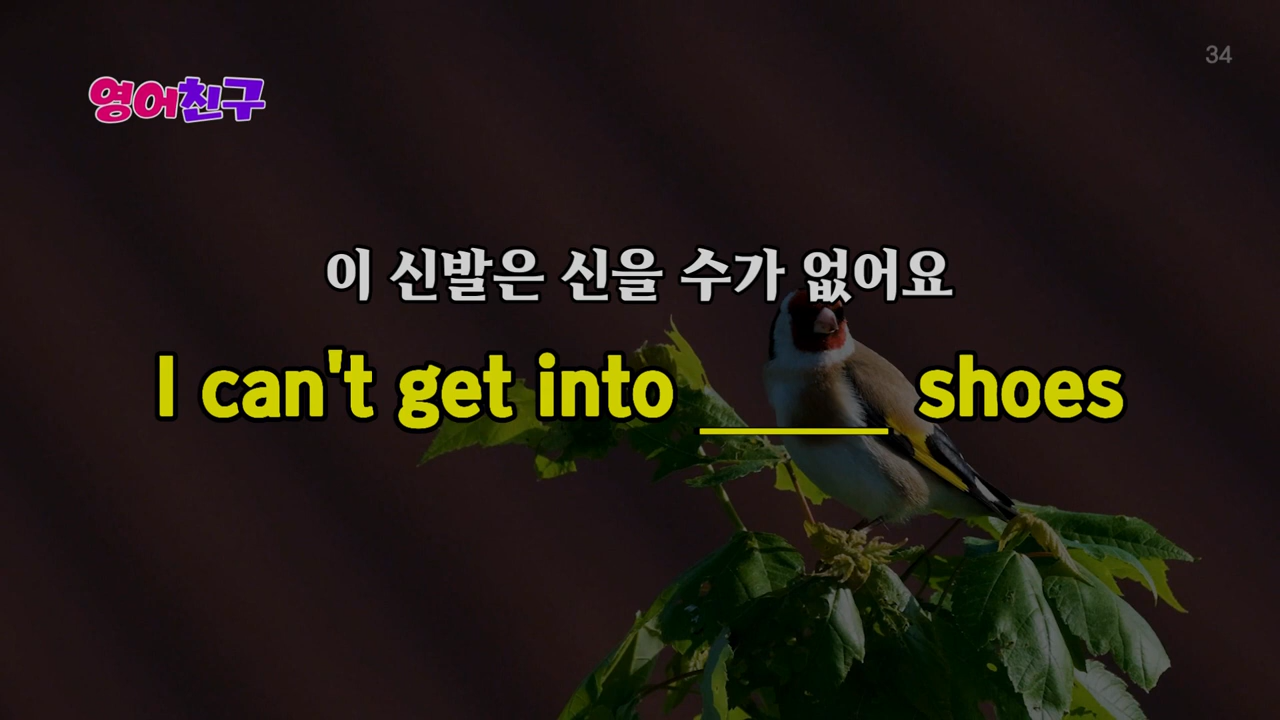 34
영어친구
이 신발은 신을 수가 없어요
I can't get into ______ shoes